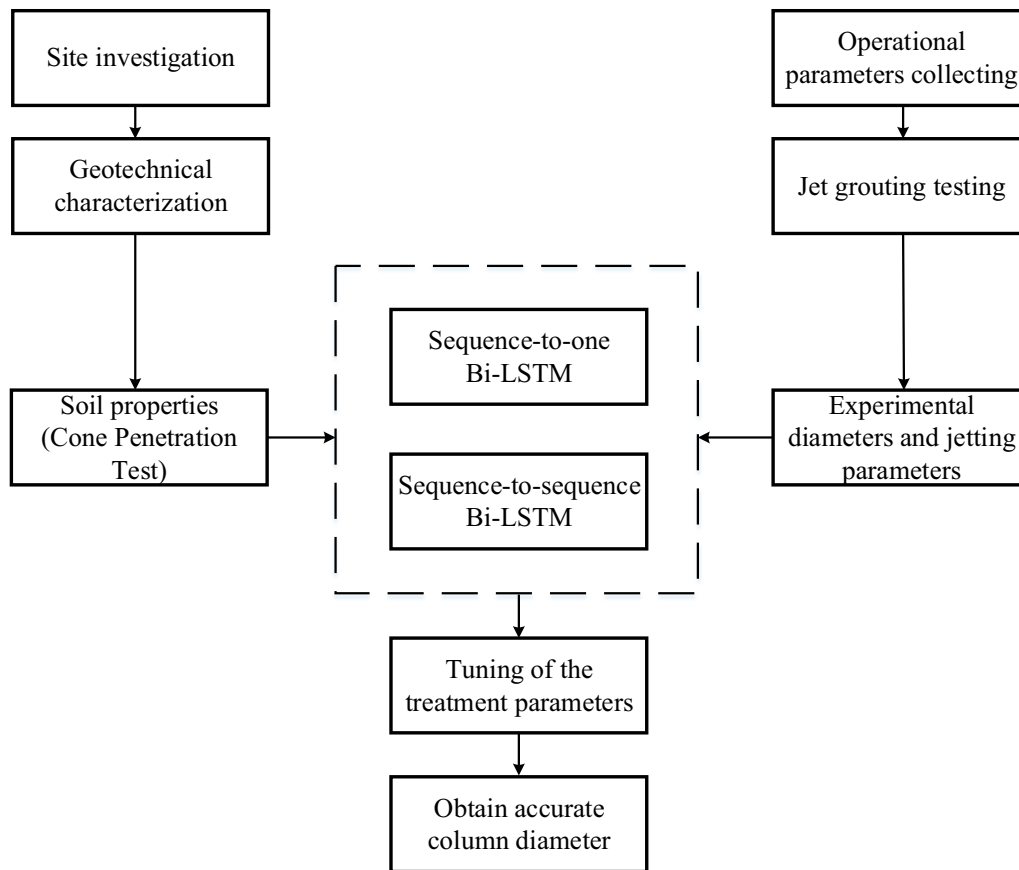 Site investigation
Geotechnical
characterization
Soil properties
(Cone Penetration
Test)
Operational
parameters collecting
Jet grouting testing
Experimental
diameters and jetting
parameters
Sequence-to-one
Bi-LSTM
Sequence-to-sequence
Bi-LSTM
Tuning of the
treatment parameters
Obtain accurate
column diameter